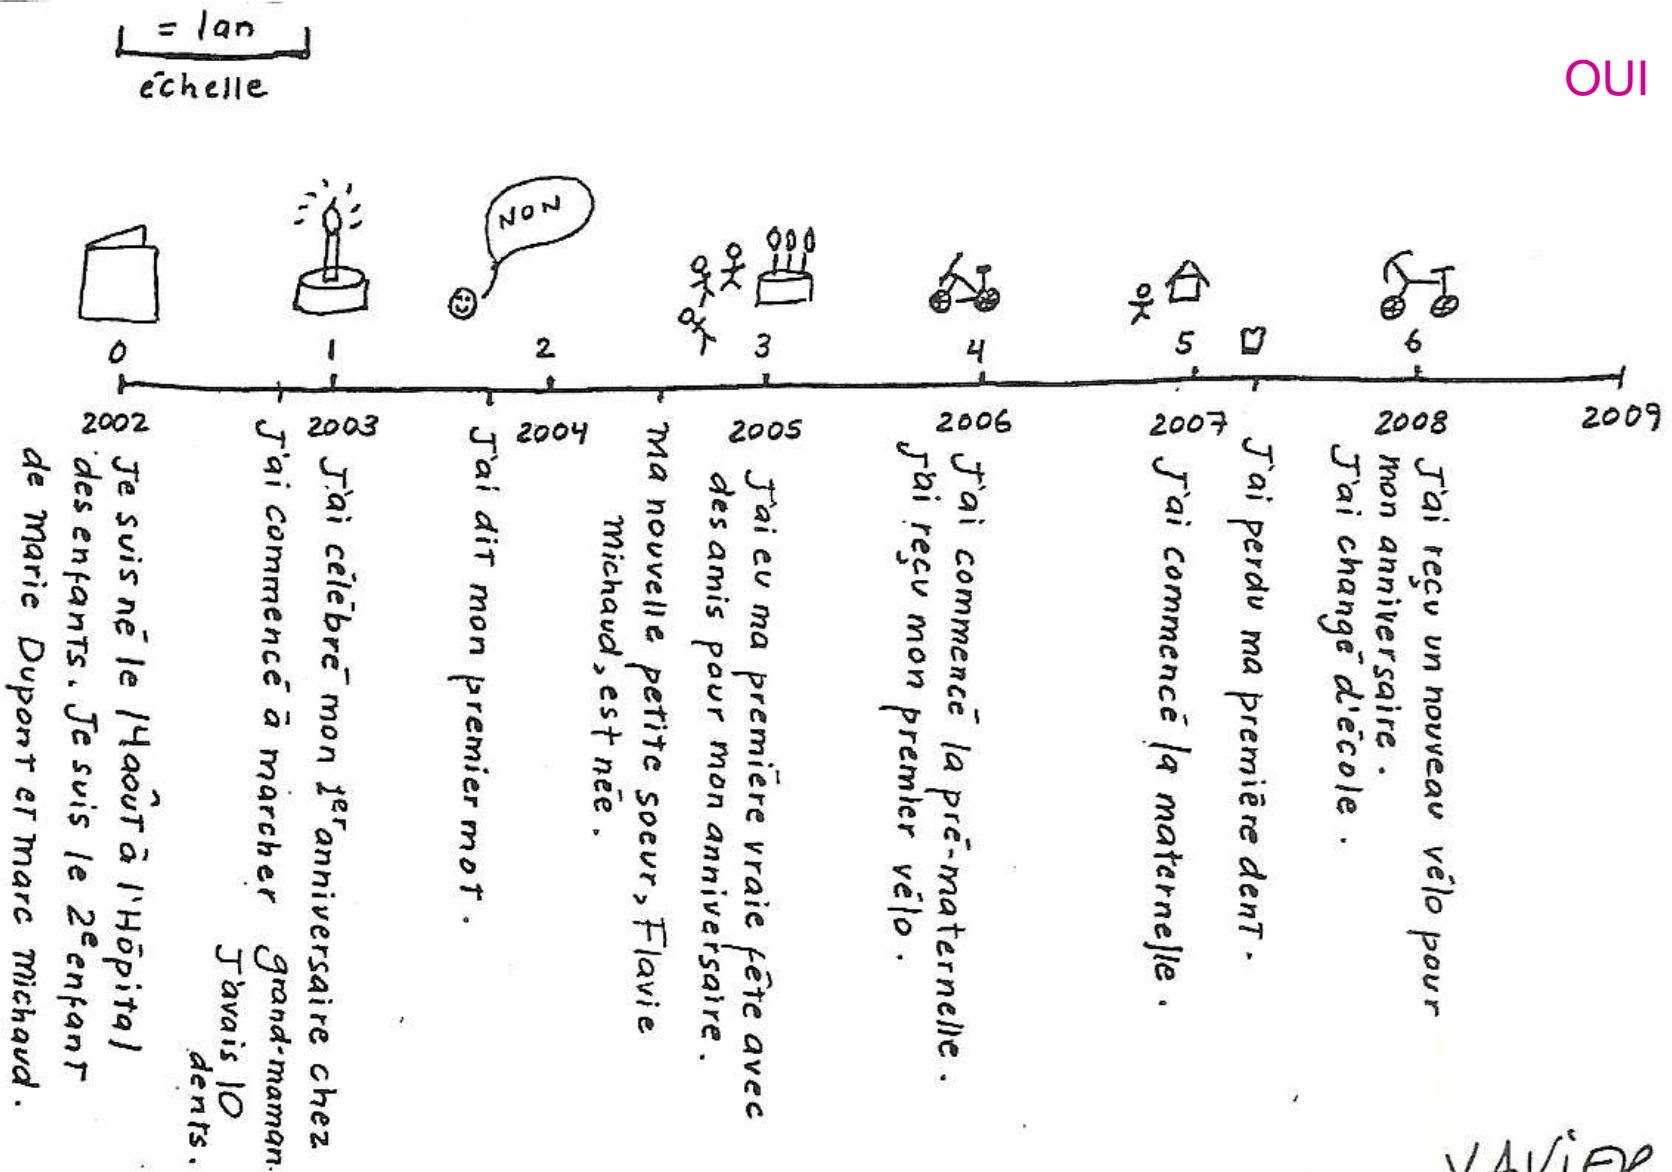 = 1 an
échelle
OUI
NON
0 1 2 3 4 5 6
2002 2003 2004 2005 2006 2007 2008 2009
Je suis né le 14 août à l'Hôpital
des enfants. Je suis le 2e enfant
de Marie Dupont et Marc Michaud.
J'ai commencé à marcher
J'ai célébré mon 1er anniversaire chez
grand-maman.
J'avais 10
dents.
J'ai dit mon premier mot.
Ma nouvelle petite soeur, Flavie
Michaud, est née.
J'ai eu ma première vraie fête avec
des amis pour mon anniversaire.
J'ai commencé la pré-maternelle.
J'ai reçu mon premier vélo.
J'ai commencé la maternelle.
J'ai perdu ma première dent.
J'ai reçu un nouveau vélo pour
mon anniversaire.
J'ai changé d'école.
XAVIER